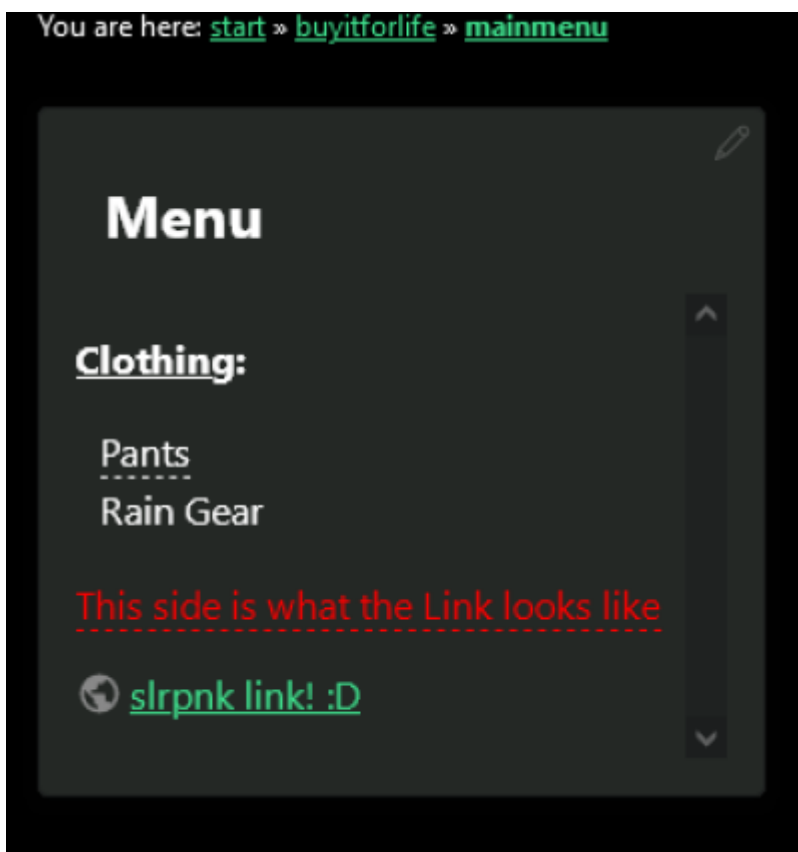 You are here: start » buyitforlife » mainmenu
Menu
Clothing:
Pants
Rain Gear
This side is what the Link looks like
slrpnk link! :D